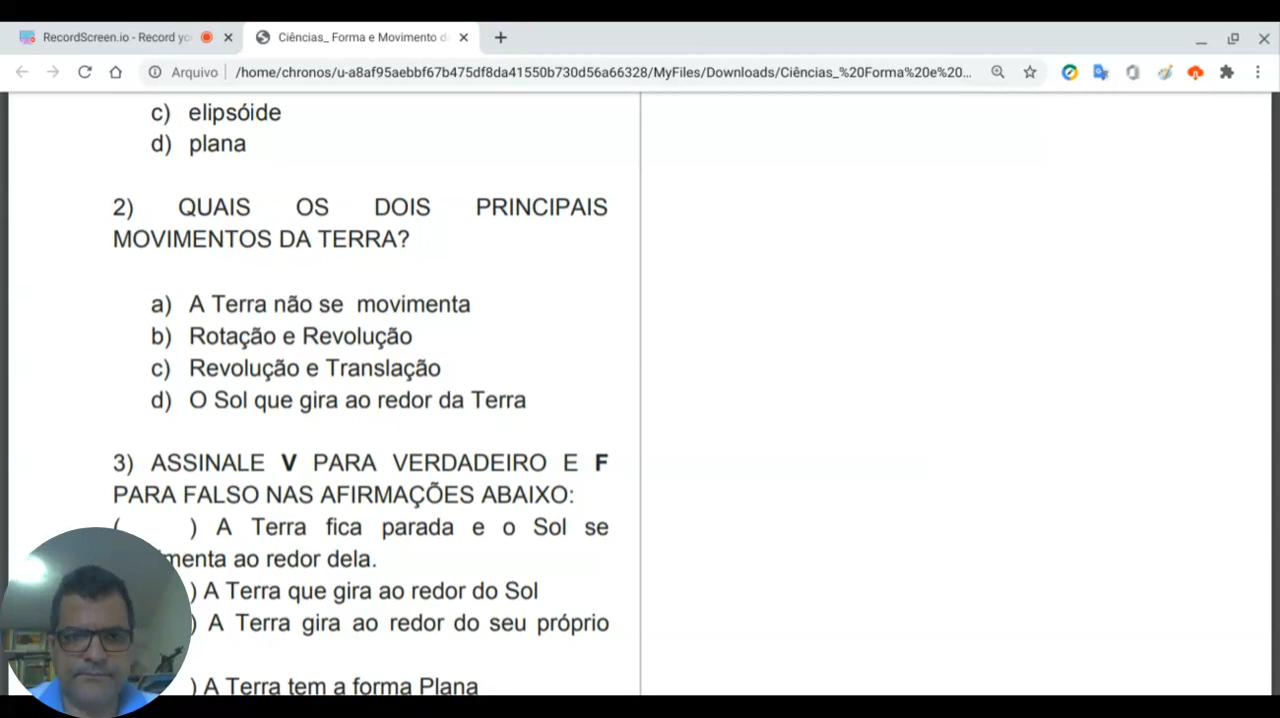 RecordScreen.io - Record yo
Ciências_ Forma e Movimento d
Arquivo
/home/chronos/u-a8af95aebbf67b475df8da41550b730d56a66328/MyFiles/Downloads/Ciências_%20Forma%20e%20...
c) elipsóide
d) plana
2) QUAIS OS DOIS PRINCIPAIS
MOVIMENTOS DA TERRA?
a) A Terra não se movimenta
b) Rotação e Revolução
c) Revolução e Translação
d) O Sol que gira ao redor da Terra
3) ASSINALE V PARA VERDADEIRO E F
PARA FALSO NAS AFIRMAÇÕES ABAIXO:
( ) A Terra fica parada e o Sol se
menta ao redor dela.
) A Terra que gira ao redor do Sol
) A Terra gira ao redor do seu próprio
) A Terra tem a forma Plana